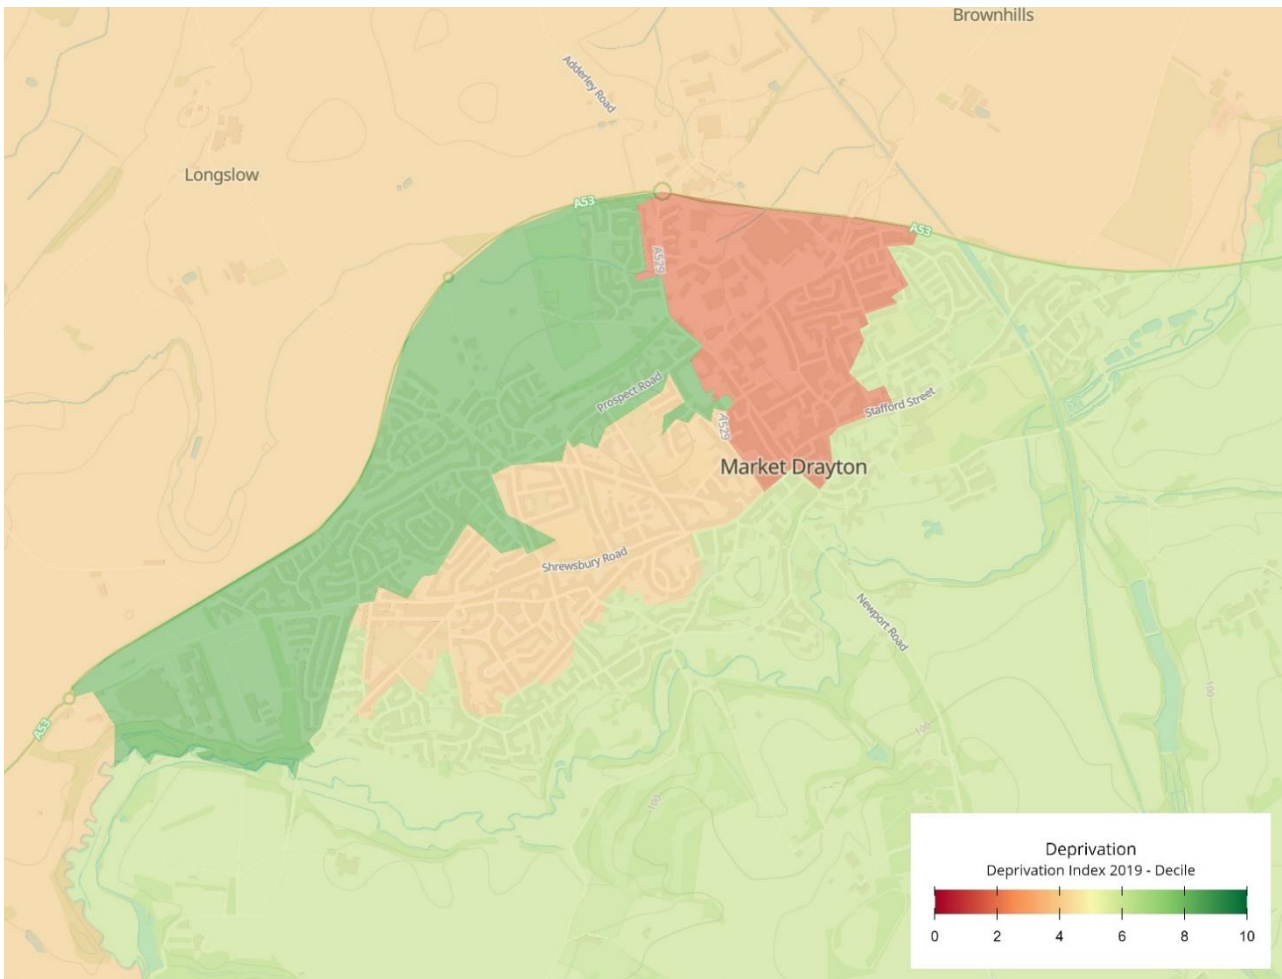 Brownhills
Adderley Road
Longslow
A53
A53
A529
Prospect Road
Stafford Street
A529
Market Drayton
Shrewsbury Road
Newport Road
100
100
A53
100
Deprivation
Deprivation Index 2019 - Decile
0 2 4 6 8 10